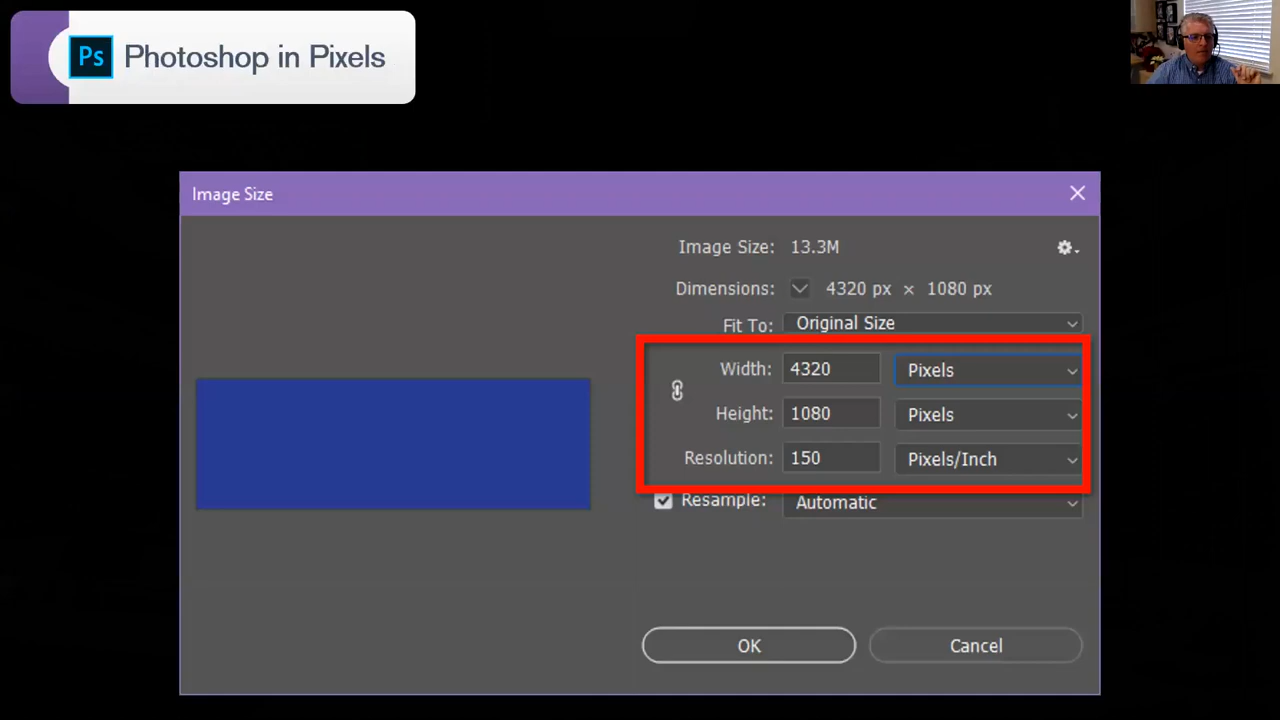 Ps Photoshop in Pixels
Image Size
Image Size: 13.3M
Dimensions: 4320 px × 1080 px
Fit To: Original Size
Width: 4320 Pixels
Height: 1080 Pixels
Resolution: 150 Pixels/Inch
Resample: Automatic
OK Cancel